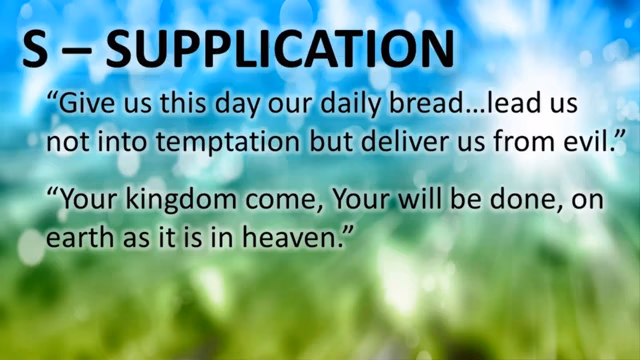 S – SUPPLICATION
“Give us this day our daily bread…lead us
not into temptation but deliver us from evil.”
“Your kingdom come, Your will be done, on
earth as it is in heaven.”